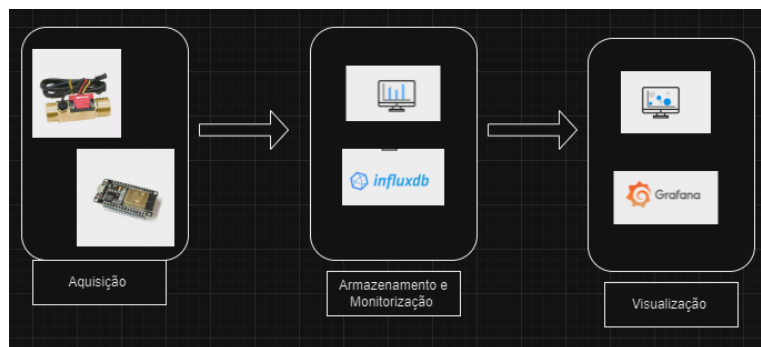 influxdb
Grafana
Aquisição
Armazenamento e
Monitorização
Visualização